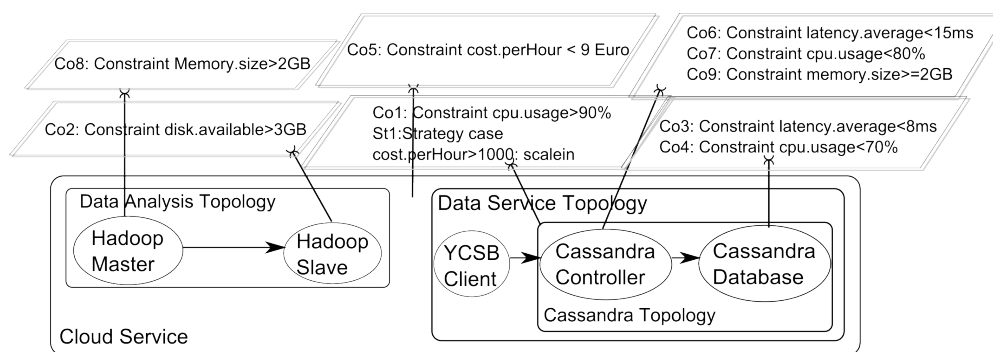 Co8: Constraint Memory.size>2GB
Co5: Constraint cost.perHour < 9 Euro
Co6: Constraint latency.average<15ms
Co7: Constraint cpu.usage<80%
Co9: Constraint memory.size>=2GB
Co2: Constraint disk.available>3GB
Co1: Constraint cpu.usage>90%
St1:Strategy case
cost.perHour>1000: scalein
Co3: Constraint latency.average<8ms
Co4: Constraint cpu.usage<70%
Data Analysis Topology
Hadoop
Master
Hadoop
Slave
Cloud Service
Data Service Topology
YCSB
Client
Cassandra
Controller
Cassandra
Database
Cassandra Topology